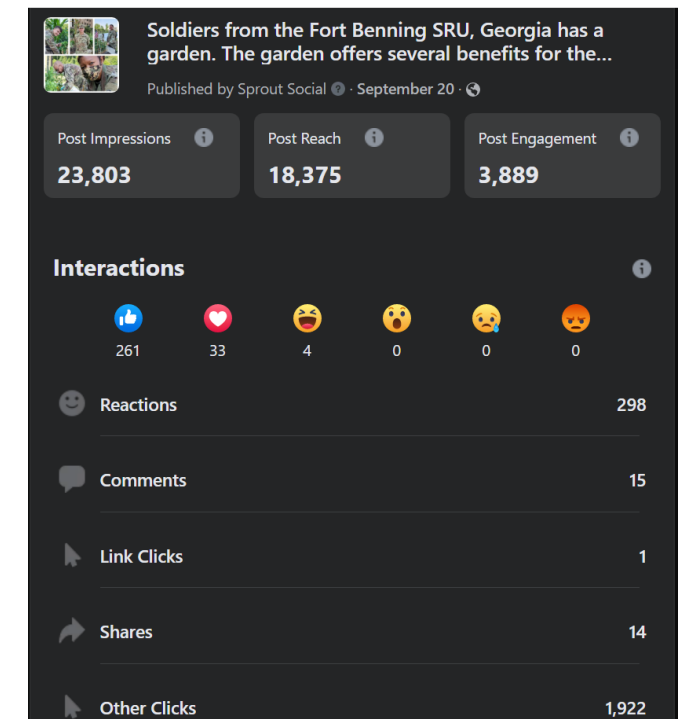 Soldiers from the Fort Benning SRU, Georgia has a
garden. The garden offers several benefits for the...
Published by Sprout Social · September 20 ·
Post Impressions
23,803
Post Reach
18,375
Post Engagement
3,889
Interactions
261 33 4 0 0 0
Reactions 298
Comments 15
Link Clicks 1
Shares 14
Other Clicks 1,922